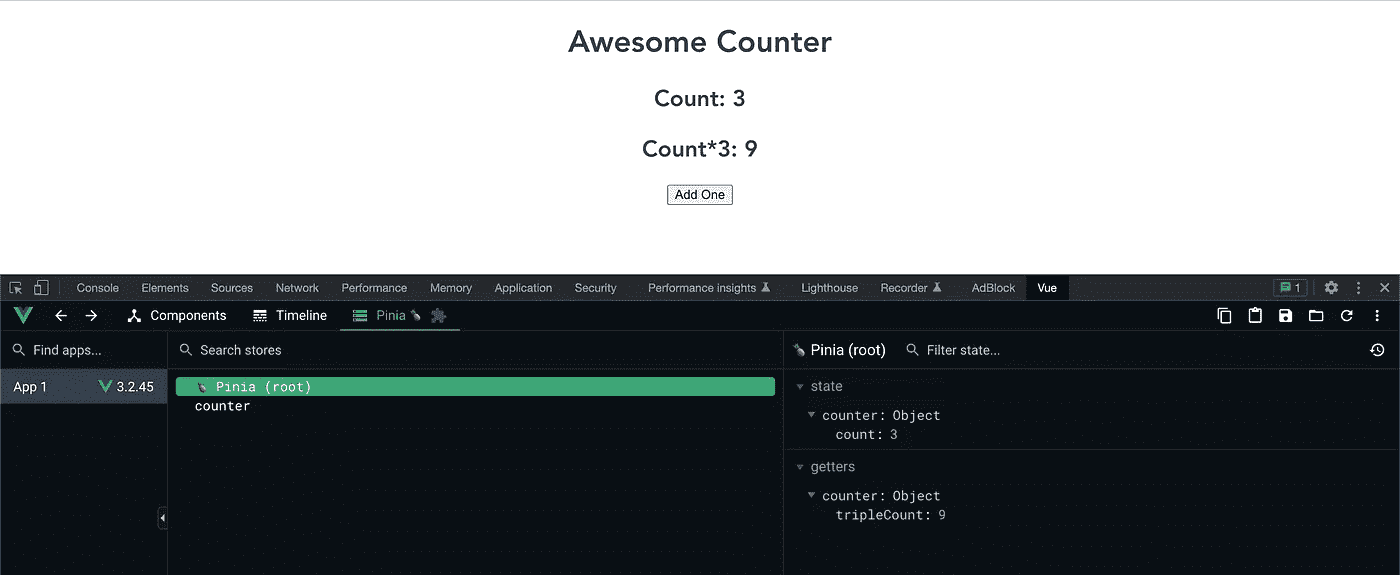 Awesome Counter
Count: 3
Count*3: 9
Add One
Console Elements Sources Network Performance Memory Application Security Performance insights Lighthouse Recorder AdBlock Vue 1
Components Timeline Pinia
Find apps... Search stores Pinia (root) Filter state...
App 1 3.2.45 Pinia (root) state
counter
counter: Object
count: 3
getters
counter: Object
tripleCount: 9